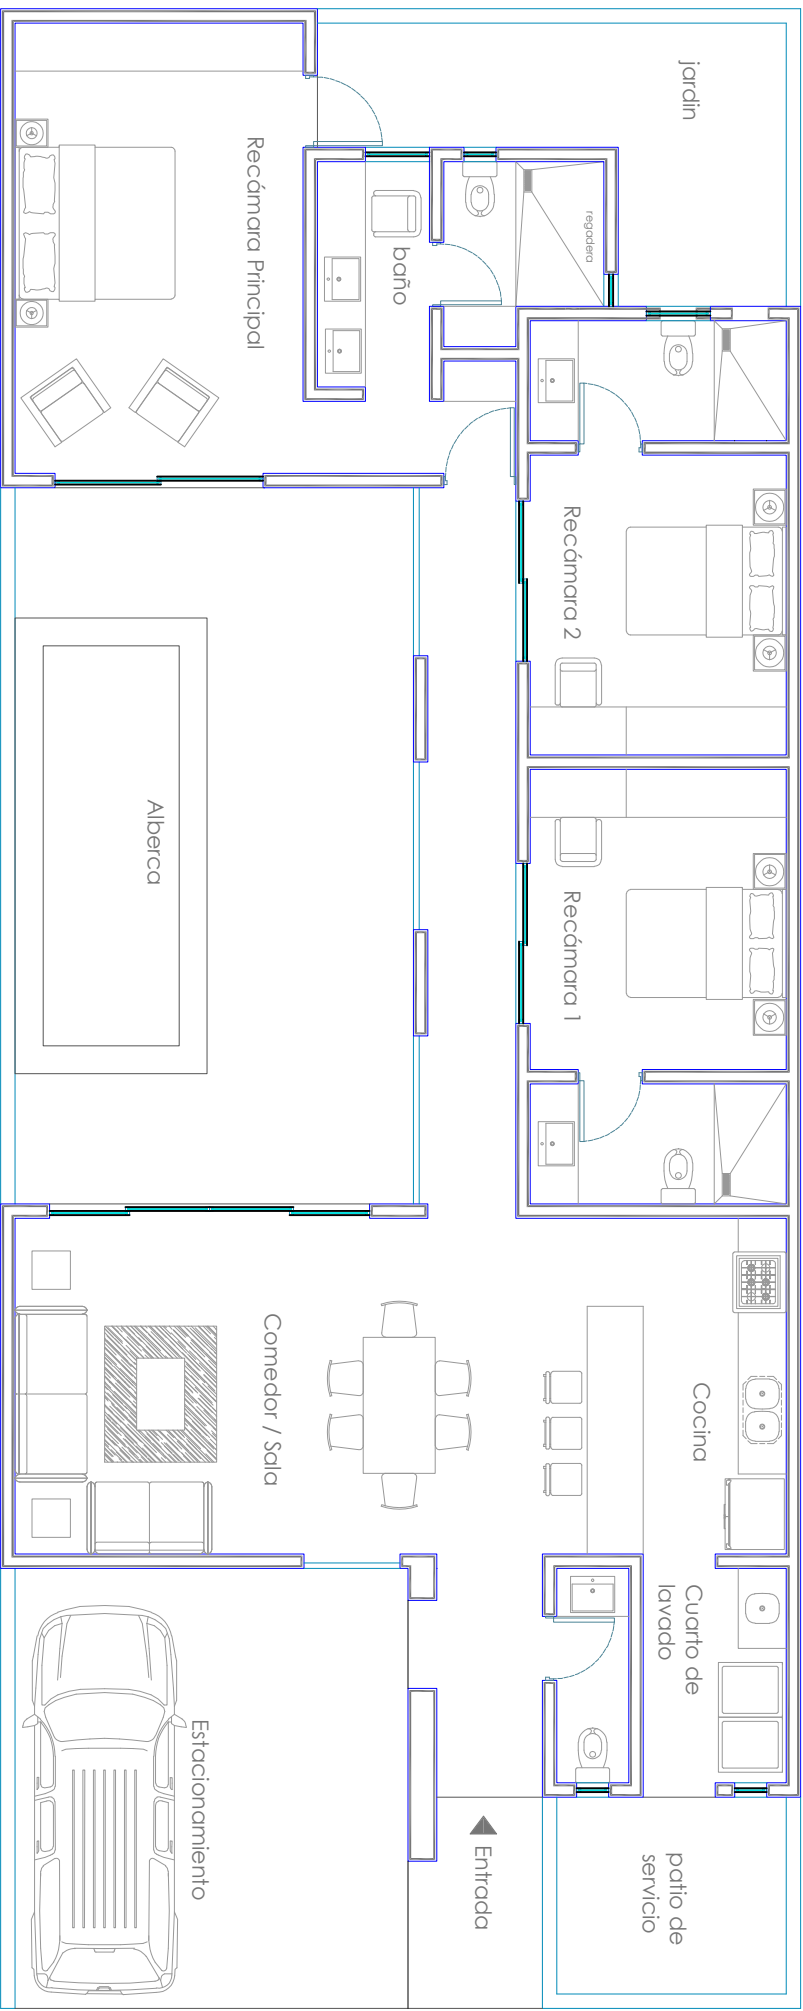 jardin
Recámara Principal
baño
regadera
Recámara 2
Alberca
Recámara 1
Comedor / Sala
Cocina
Cuarto de
lavado
Estacionamiento
Entrada
patio de
servicio